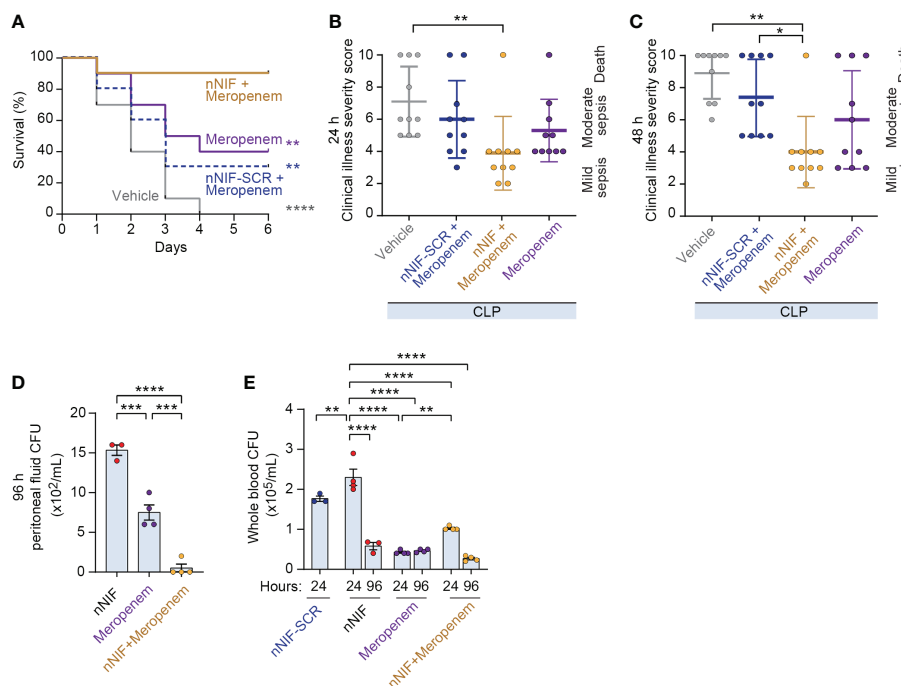 A
Survival (%)
100
80
60
40
20
0
0 1 2 3 4 5 6
Days
nNIF +
Meropenem
Meropenem
**
**
nNIF-SCR +
Meropenem
Vehicle
****
B
24 h
Clinical illness severity score
10
8
6
4
2
0
**
Death
Moderate
sepsis
Mild
sepsis
Vehicle
nNIF-SCR +
Meropenem
nNIF +
Meropenem
Meropenem
CLP
C
48 h
Clinical illness severity score
10
8
6
4
2
0
**
*
Death
Moderate
Mild
Vehicle
nNIF-SCR +
Meropenem
nNIF +
Meropenem
Meropenem
CLP
D
96 h
peritoneal fluid CFU
(x10²/mL)
20
15
10
5
0
****
*** ***
nNIF
Meropenem
nNIF+Meropenem
E
Whole blood CFU
(x10⁵/mL)
4
3
2
1
0
****
****
****
** **** **
****
Hours: 24 24 96 24 96 24 96
nNIF-SCR
nNIF
Meropenem
nNIF+Meropenem